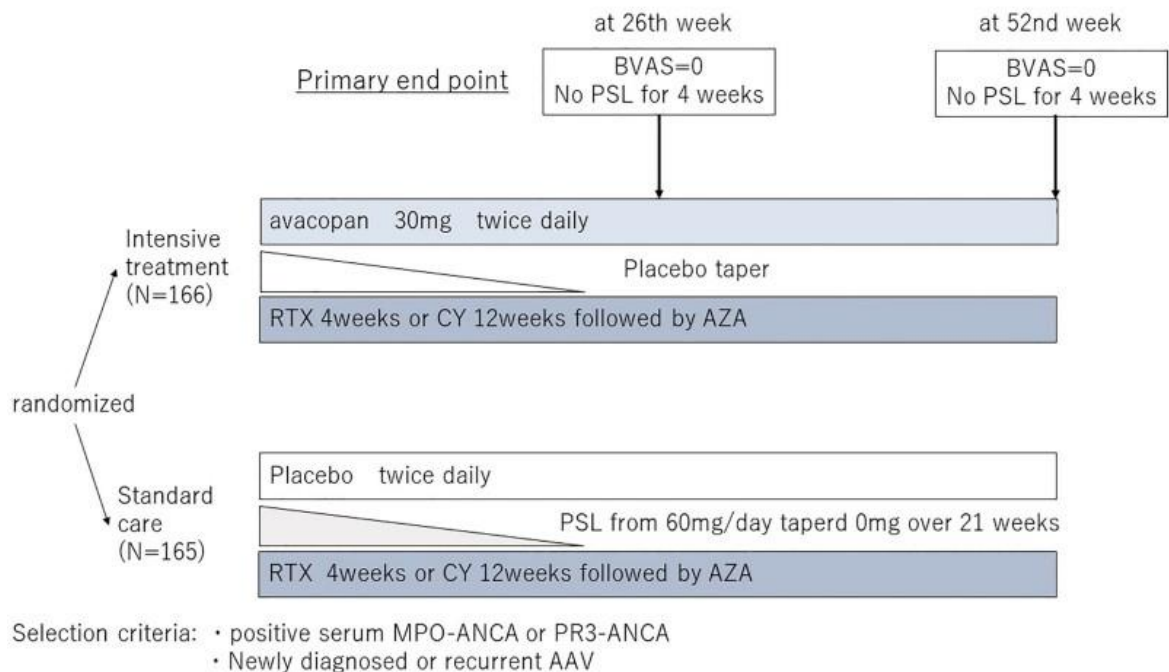 at 26th week
at 52nd week
Primary end point
BVAS=0
No PSL for 4 weeks
BVAS=0
No PSL for 4 weeks
avacopan 30mg twice daily
Intensive
treatment
(N=166)
Placebo taper
RTX 4weeks or CY 12weeks followed by AZA
randomized
Placebo twice daily
Standard
care
(N=165)
PSL from 60mg/day taperd 0mg over 21 weeks
RTX 4weeks or CY 12weeks followed by AZA
Selection criteria: ・positive serum MPO-ANCA or PR3-ANCA
・Newly diagnosed or recurrent AAV